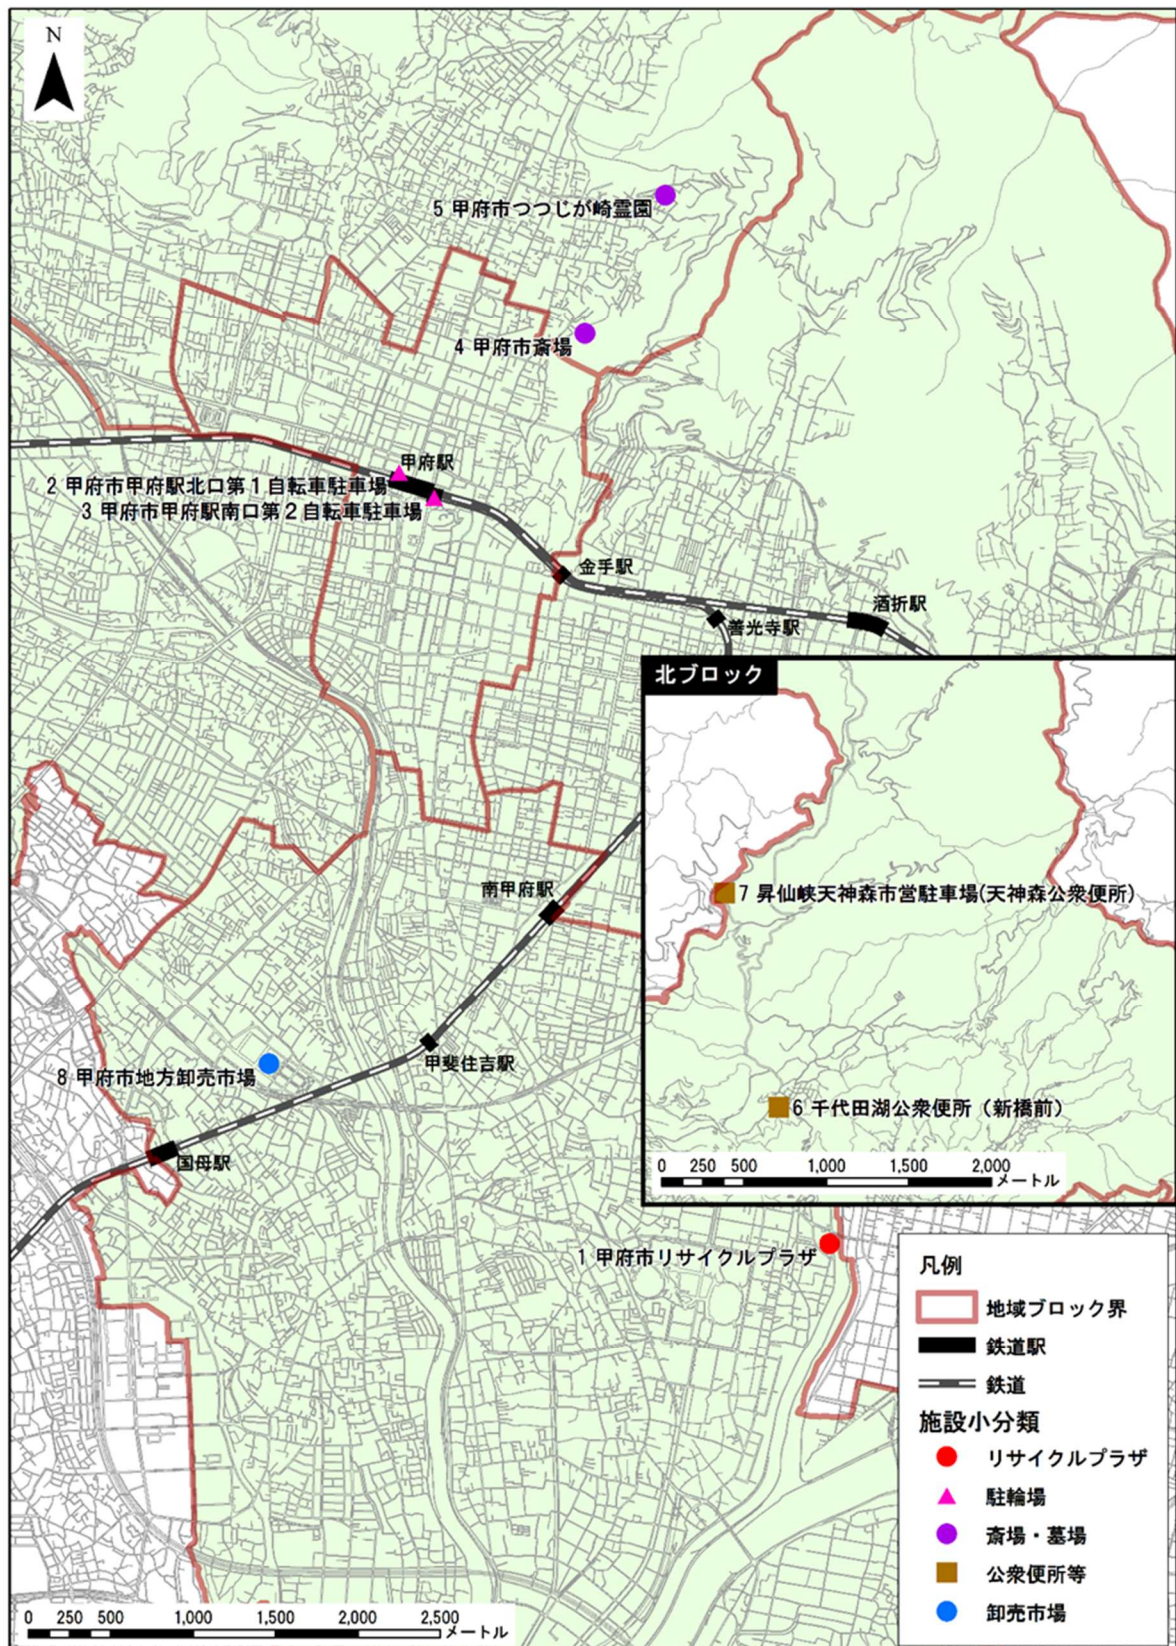 N
5 甲府市つつじが崎霊園
4 甲府市斎場
甲府駅
2 甲府市甲府駅北口第1自転車駐車場
3 甲府市甲府駅南口第2自転車駐車場
金手駅
酒折駅
善光寺駅
北ブロック
7 昇仙峡天神森市営駐車場(天神森公衆便所)
南甲府駅
甲斐住吉駅
8 甲府市地方卸売市場
6 千代田湖公衆便所（新橋前）
国母駅
0 250 500 1,000 1,500 2,000 メートル
1 甲府市リサイクルプラザ
凡例
地域ブロック界
鉄道駅
鉄道
施設小分類
リサイクルプラザ
駐輪場
斎場・墓場
公衆便所等
卸売市場
0 250 500 1,000 1,500 2,000 2,500 メートル